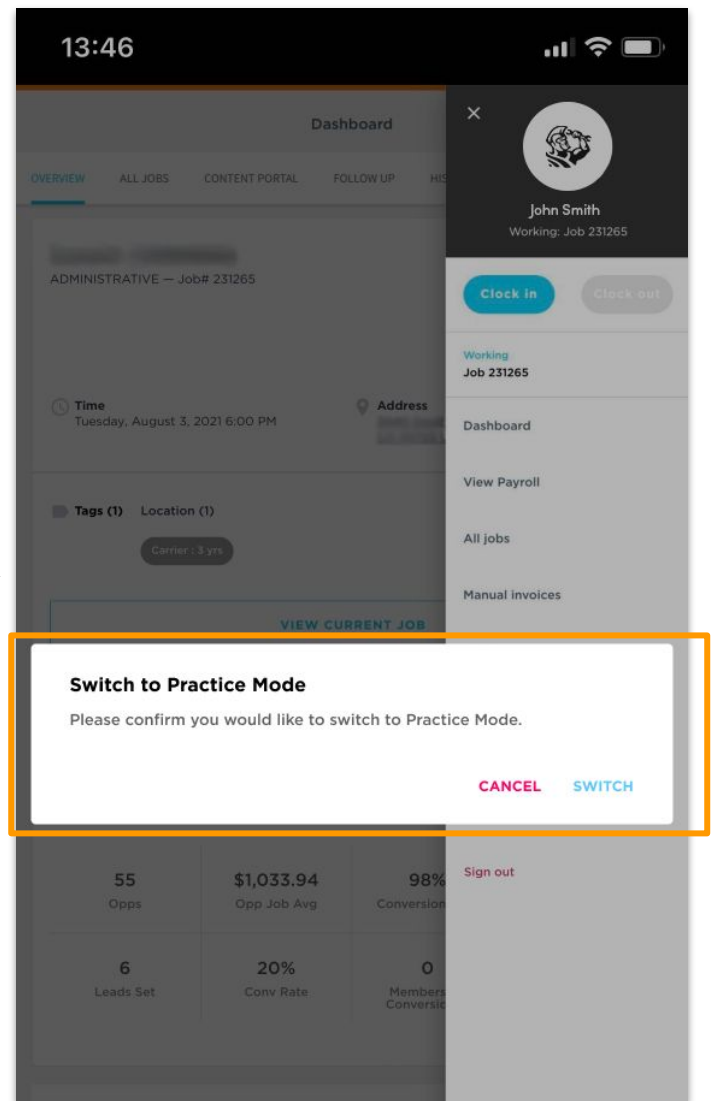 13:46
Dashboard
OVERVIEW ALL JOBS CONTENT PORTAL FOLLOW UP
ADMINISTRATIVE — Job# 231265
Time
Tuesday, August 3, 2021 6:00 PM
Address
Tags (1) Location (1)
Carrier : 3 yrs
VIEW CURRENT JOB
John Smith
Working: Job 231265
Clock in Clock out
Working
Job 231265
Dashboard
View Payroll
All jobs
Manual invoices
Switch to Practice Mode
Please confirm you would like to switch to Practice Mode.
CANCEL SWITCH
Sign out
55
Opps
$1,033.94
Opp Job Avg
98%
Conversion
6
Leads Set
20%
Conv Rate
0